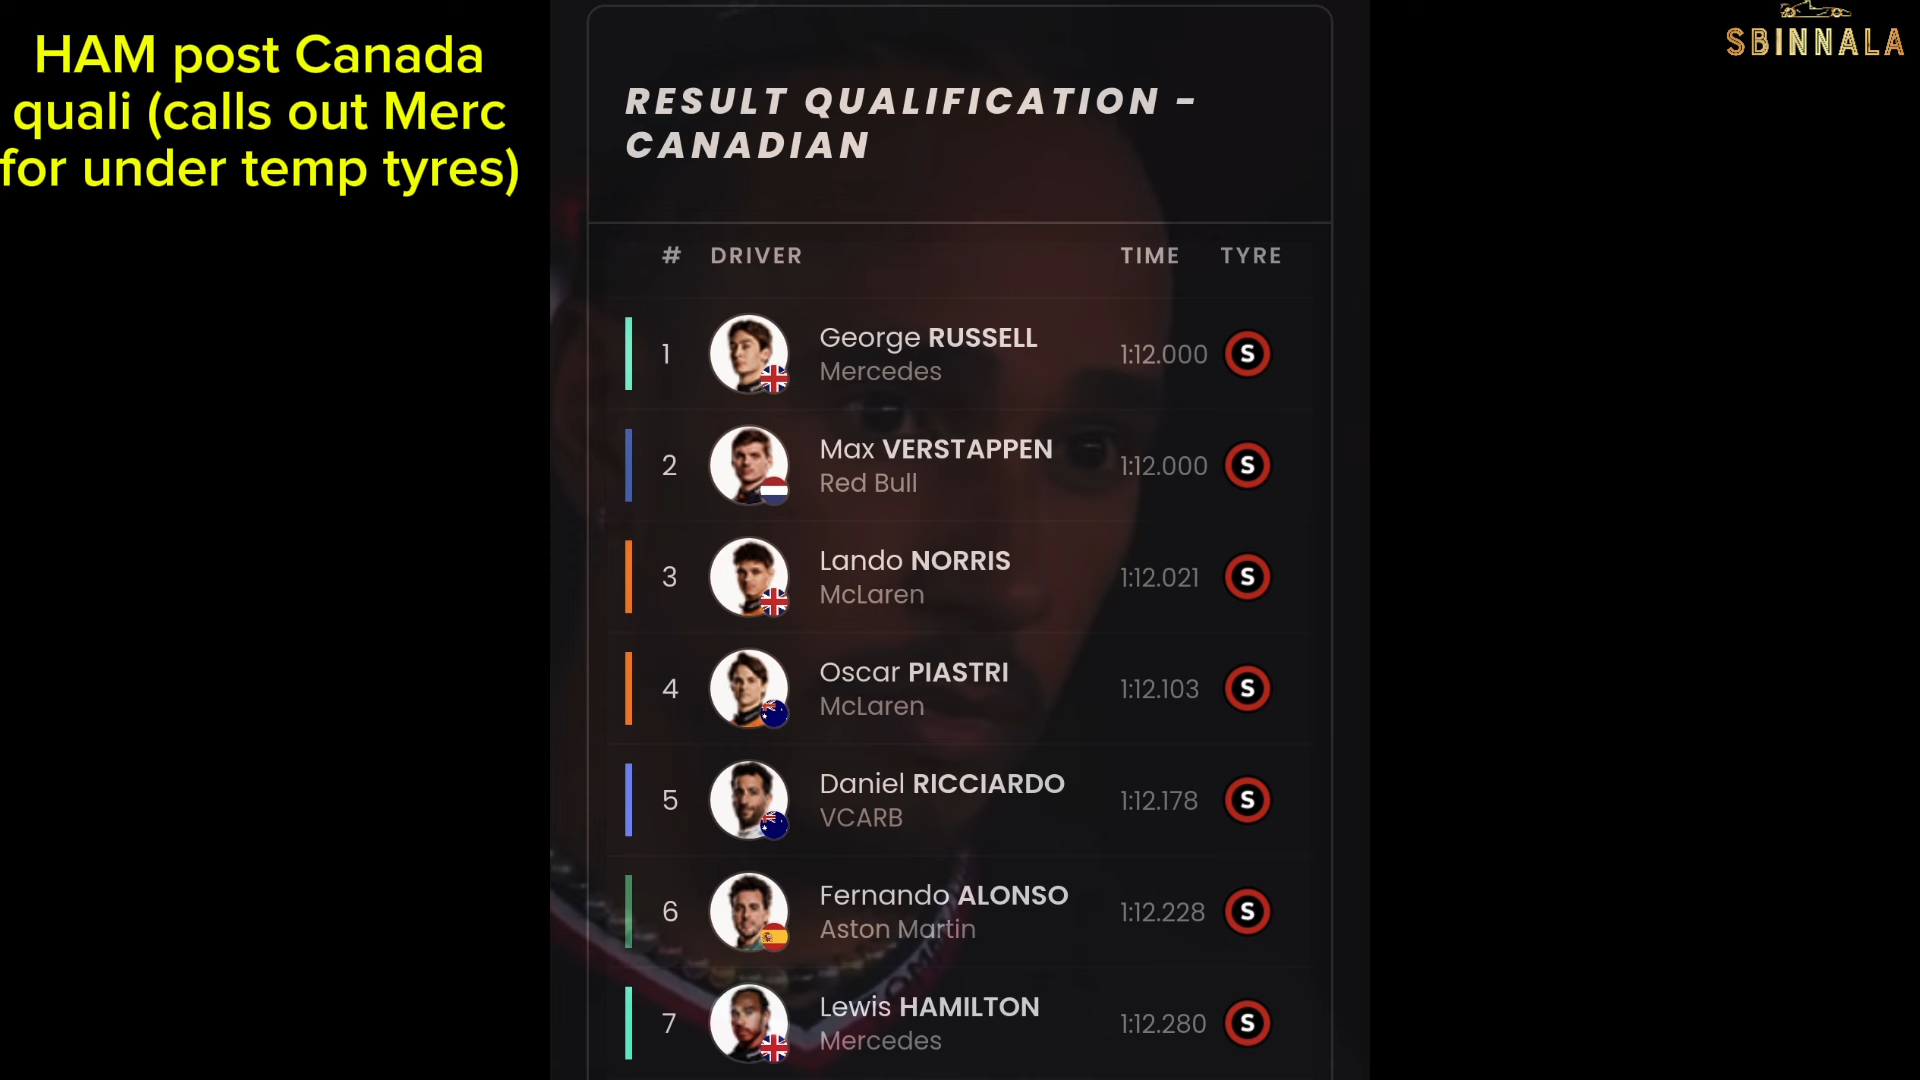 HAM post Canada
quali (calls out Merc
for under temp tyres)
SBINNALA
RESULT QUALIFICATION -
CANADIAN
# DRIVER TIME TYRE
1 George RUSSELL 1:12.000 S
Mercedes
2 Max VERSTAPPEN 1:12.000 S
Red Bull
3 Lando NORRIS 1:12.021 S
McLaren
4 Oscar PIASTRI 1:12.103 S
McLaren
5 Daniel RICCIARDO 1:12.178 S
VCARB
6 Fernando ALONSO 1:12.228 S
Aston Martin
7 Lewis HAMILTON 1:12.280 S
Mercedes